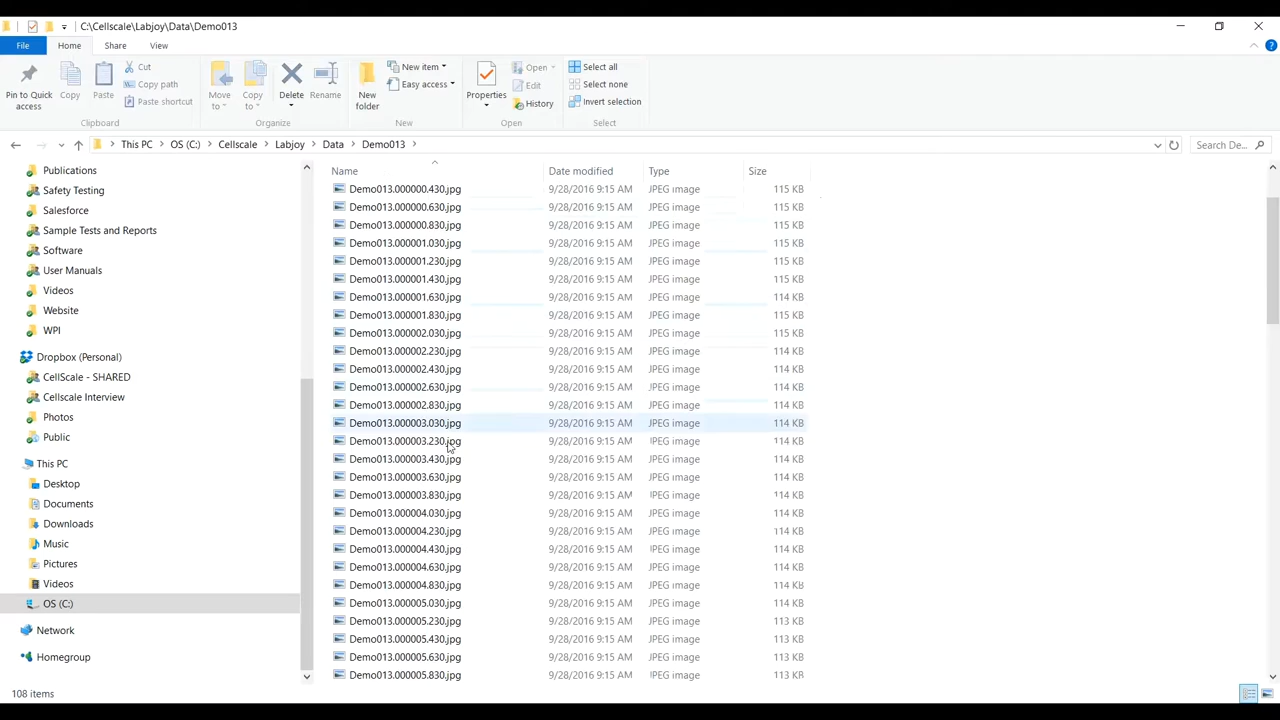 C:\Cellscale\Labjoy\Data\Demo013
File Home Share View
Pin to Quick access
Copy
Paste
Cut
Copy path
Paste shortcut
Clipboard
Move to
Copy to
Delete
Rename
Organize
New folder
New item
Easy access
New
Properties
Open
Edit
History
Open
Select all
Select none
Invert selection
Select
This PC > OS (C:) > Cellscale > Labjoy > Data > Demo013 >
Search De...
Publications
Safety Testing
Salesforce
Sample Tests and Reports
Software
User Manuals
Videos
Website
WPI
Dropbox (Personal)
CellScale - SHARED
Cellscale Interview
Photos
Public
This PC
Desktop
Documents
Downloads
Music
Pictures
Videos
OS (C:)
Network
Homegroup
Name Date modified Type Size
Demo013.000000.430.jpg 9/28/2016 9:15 AM JPEG image 115 KB
Demo013.000000.630.jpg 9/28/2016 9:15 AM JPEG image 115 KB
Demo013.000000.830.jpg 9/28/2016 9:15 AM JPEG image 115 KB
Demo013.000001.030.jpg 9/28/2016 9:15 AM JPEG image 115 KB
Demo013.000001.230.jpg 9/28/2016 9:15 AM JPEG image 115 KB
Demo013.000001.430.jpg 9/28/2016 9:15 AM JPEG image 115 KB
Demo013.000001.630.jpg 9/28/2016 9:15 AM JPEG image 114 KB
Demo013.000001.830.jpg 9/28/2016 9:15 AM JPEG image 115 KB
Demo013.000002.030.jpg 9/28/2016 9:15 AM JPEG image 115 KB
Demo013.000002.230.jpg 9/28/2016 9:15 AM JPEG image 114 KB
Demo013.000002.430.jpg 9/28/2016 9:15 AM JPEG image 114 KB
Demo013.000002.630.jpg 9/28/2016 9:15 AM JPEG image 114 KB
Demo013.000002.830.jpg 9/28/2016 9:15 AM JPEG image 114 KB
Demo013.000003.030.jpg 9/28/2016 9:15 AM JPEG image 114 KB
Demo013.000003.230.jpg 9/28/2016 9:15 AM JPEG image 114 KB
Demo013.000003.430.jpg 9/28/2016 9:15 AM JPEG image 114 KB
Demo013.000003.630.jpg 9/28/2016 9:15 AM JPEG image 114 KB
Demo013.000003.830.jpg 9/28/2016 9:15 AM JPEG image 114 KB
Demo013.000004.030.jpg 9/28/2016 9:15 AM JPEG image 114 KB
Demo013.000004.230.jpg 9/28/2016 9:15 AM JPEG image 114 KB
Demo013.000004.430.jpg 9/28/2016 9:15 AM JPEG image 114 KB
Demo013.000004.630.jpg 9/28/2016 9:15 AM JPEG image 114 KB
Demo013.000004.830.jpg 9/28/2016 9:15 AM JPEG image 114 KB
Demo013.000005.030.jpg 9/28/2016 9:15 AM JPEG image 114 KB
Demo013.000005.230.jpg 9/28/2016 9:15 AM JPEG image 113 KB
Demo013.000005.430.jpg 9/28/2016 9:15 AM JPEG image 113 KB
Demo013.000005.630.jpg 9/28/2016 9:15 AM JPEG image 113 KB
Demo013.000005.830.jpg 9/28/2016 9:15 AM JPEG image 113 KB
108 items